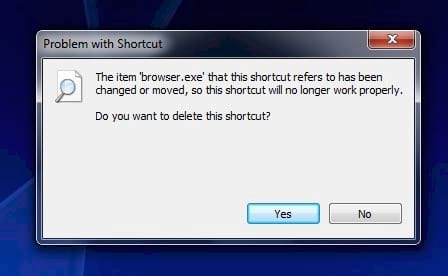 Problem with Shortcut
The item 'browser.exe' that this shortcut refers to has been
changed or moved, so this shortcut will no longer work properly.
Do you want to delete this shortcut?
Yes
No